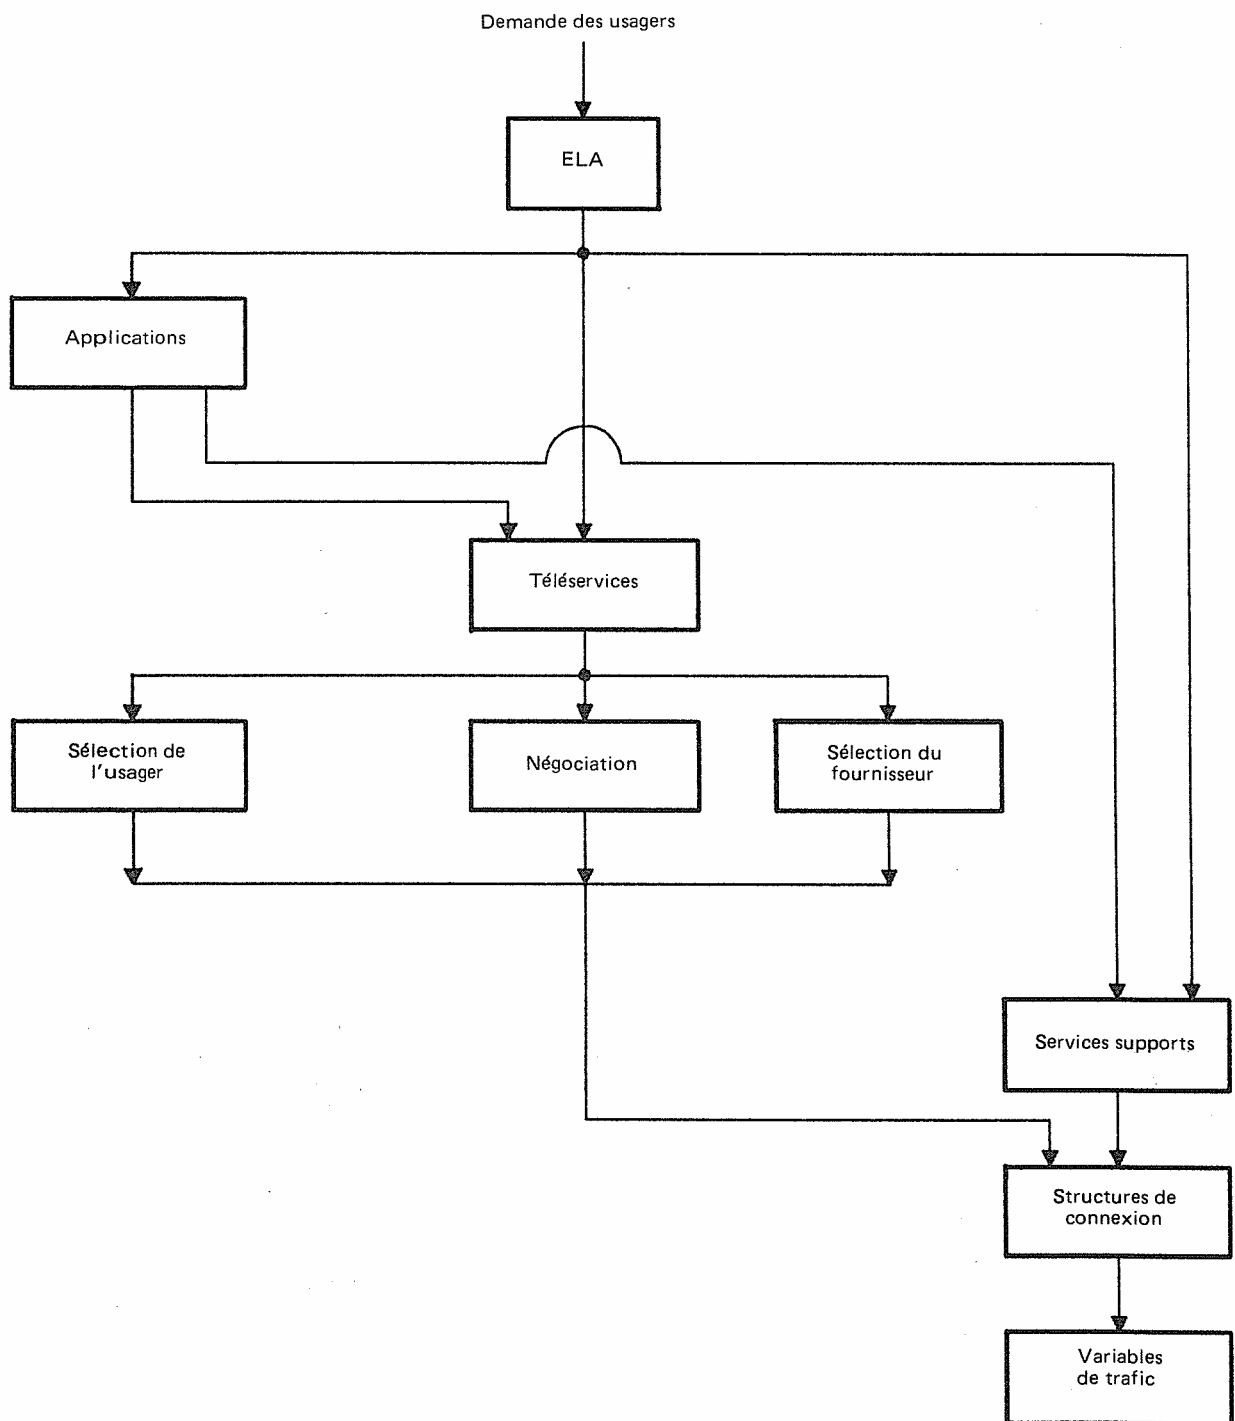 Demande des usagers
ELA
Applications
Téléservices
Sélection de
l'usager
Négociation
Sélection du
fournisseur
Services supports
Structures de
connexion
Variables
de trafic